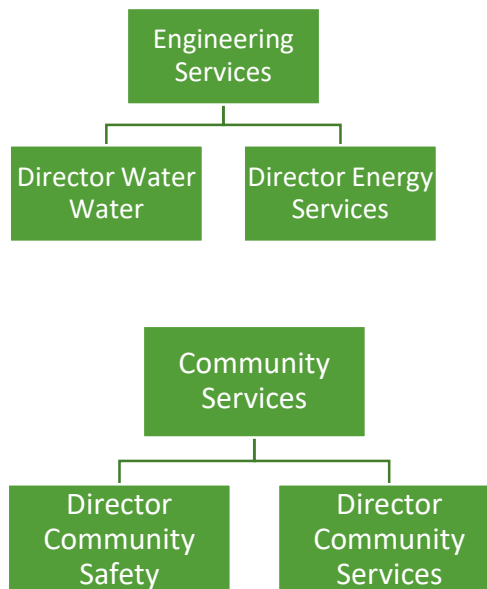 Engineering
Services
Director Water
Water
Director Energy
Services
Community
Services
Director
Community
Safety
Director
Community
Services